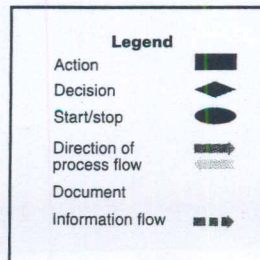 Legend
Action
Decision
Start/stop
Direction of
process flow
Document
Information flow